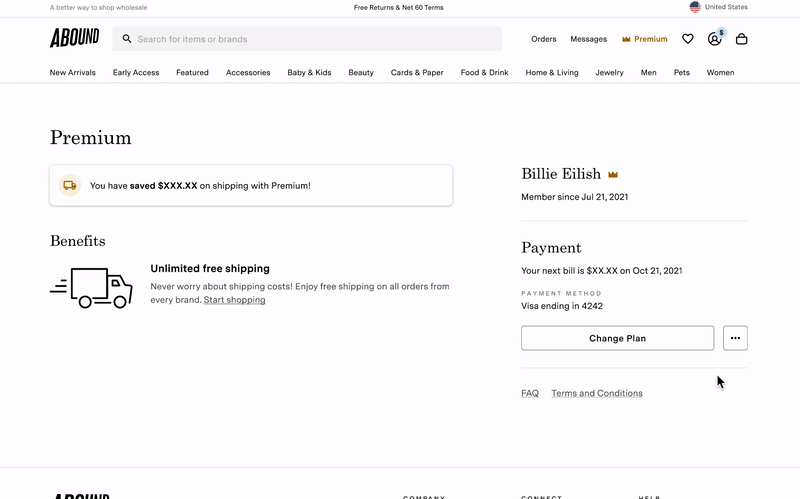 A better way to shop wholesale
Free Returns & Net 60 Terms
United States
ABOUND
Search for items or brands
Orders
Messages
Premium
$
New Arrivals
Early Access
Featured
Accessories
Baby & Kids
Beauty
Cards & Paper
Food & Drink
Home & Living
Jewelry
Men
Pets
Women
Premium
You have saved $XXX.XX on shipping with Premium!
Benefits
Unlimited free shipping
Never worry about shipping costs! Enjoy free shipping on all orders from
every brand. Start shopping
Billie Eilish
Member since Jul 21, 2021
Payment
Your next bill is $XX.XX on Oct 21, 2021
PAYMENT METHOD
Visa ending in 4242
Change Plan
FAQ
Terms and Conditions
ABOUND
COMPANY
CONNECT
HELP